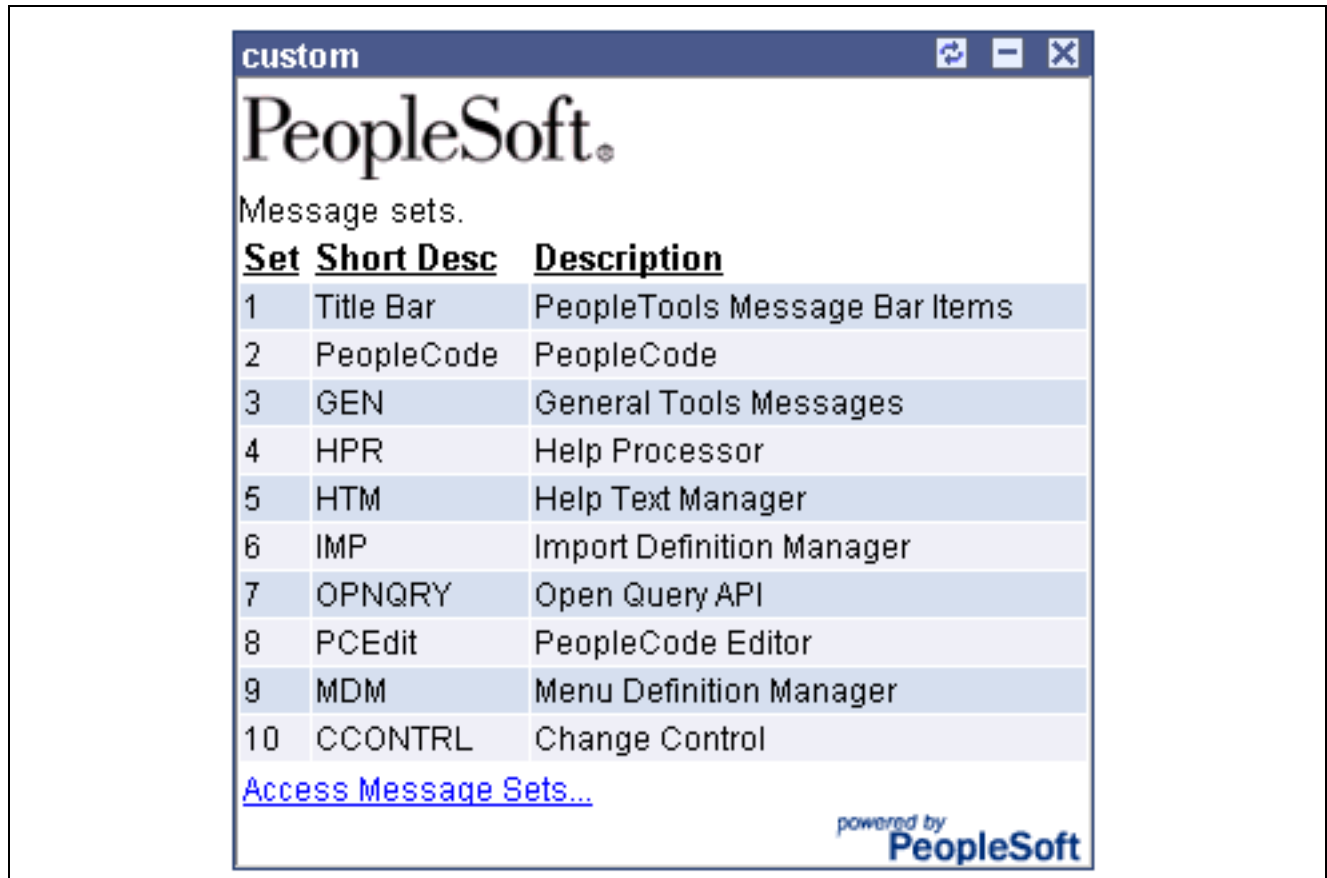 custom
PeopleSoft®
Message sets.
Set Short Desc Description
1 Title Bar PeopleTools Message Bar Items
2 PeopleCode PeopleCode
3 GEN General Tools Messages
4 HPR Help Processor
5 HTM Help Text Manager
6 IMP Import Definition Manager
7 OPNQRY Open Query API
8 PCEdit PeopleCode Editor
9 MDM Menu Definition Manager
10 CCONTRL Change Control
Access Message Sets...
powered by
PeopleSoft